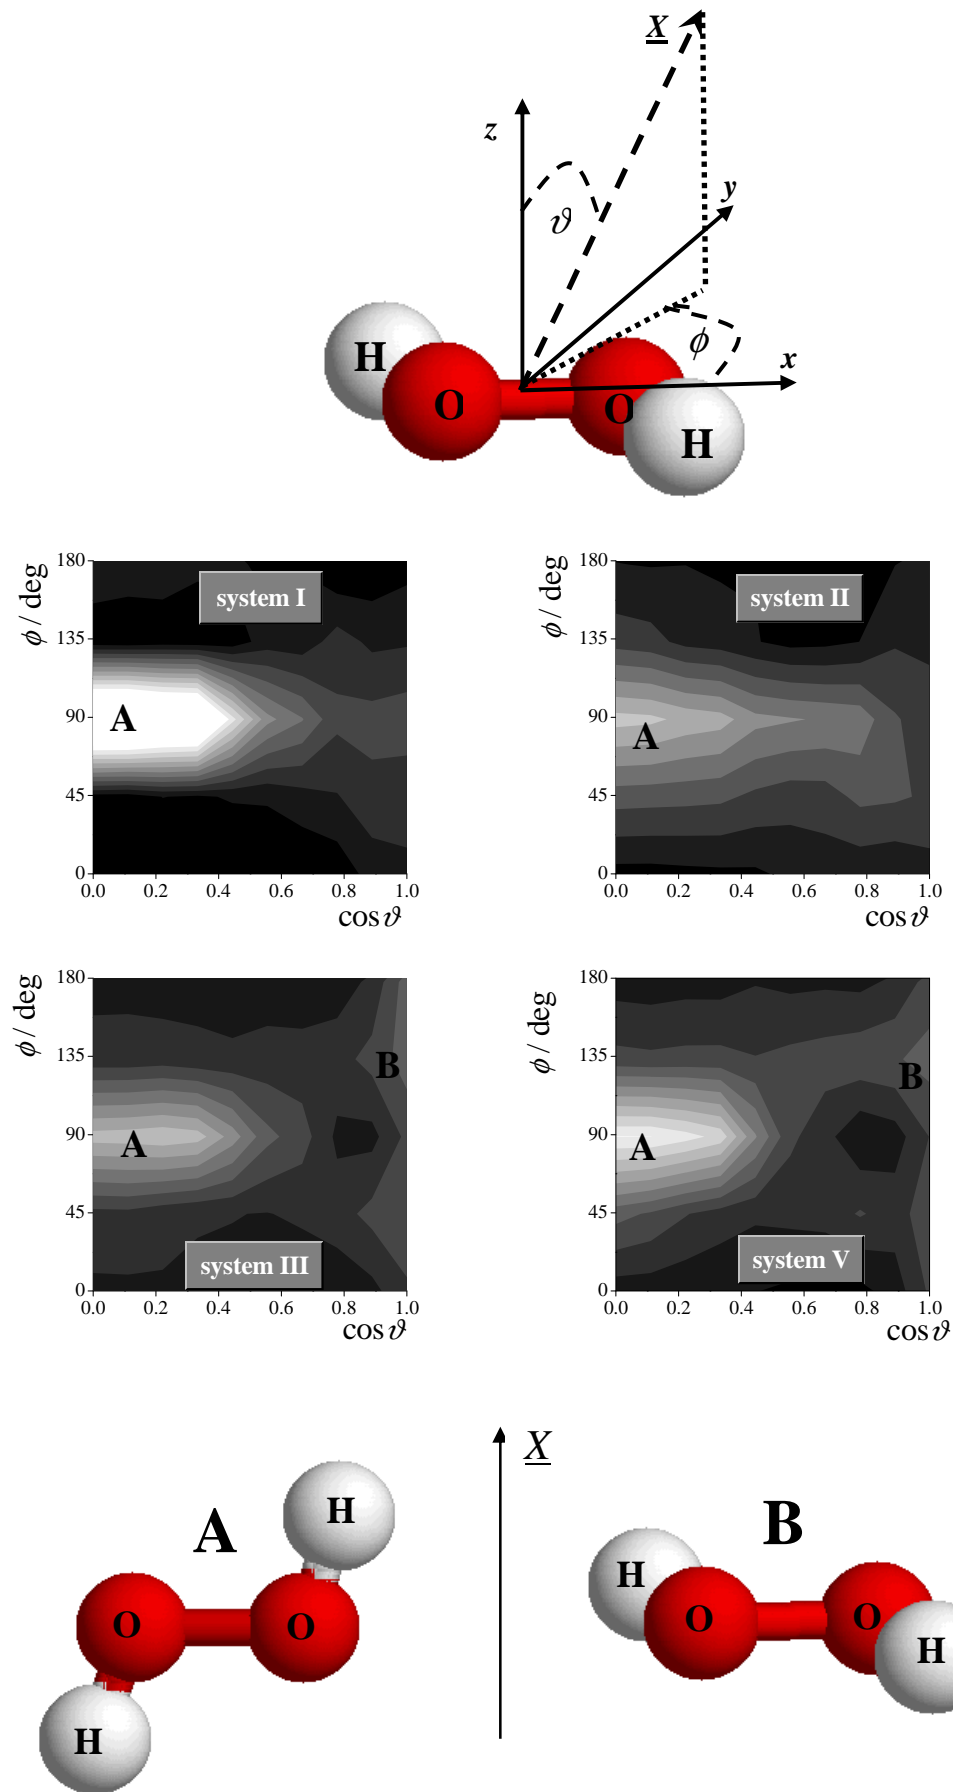 X
z
y
ϑ
H
ϕ
x
O
O
H
180
180
system I
system II
ϕ / deg
ϕ / deg
135
135
90
A
90
A
45
45
0
0
0.0 0.2 0.4 0.6 0.8 1.0
0.0 0.2 0.4 0.6 0.8 1.0
cos ϑ
cos ϑ
180
180
ϕ / deg
ϕ / deg
135
B
135
B
90
A
90
A
45
45
system III
system V
0
0
0.0 0.2 0.4 0.6 0.8 1.0
0.0 0.2 0.4 0.6 0.8 1.0
cos ϑ
cos ϑ
X
A
H
B
H
O
O
O
O
H
H